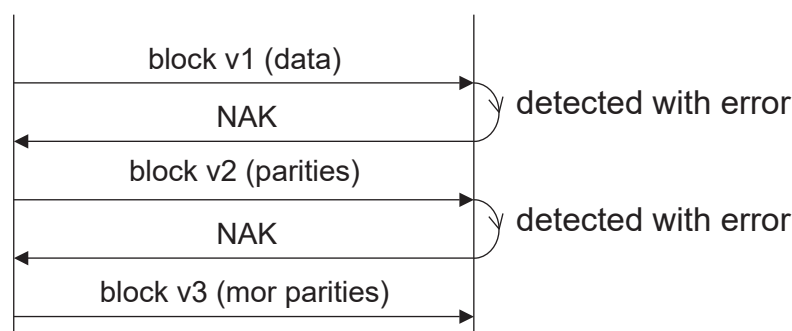 block v1 (data)
detected with error
NAK
block v2 (parities)
detected with error
NAK
block v3 (mor parities)